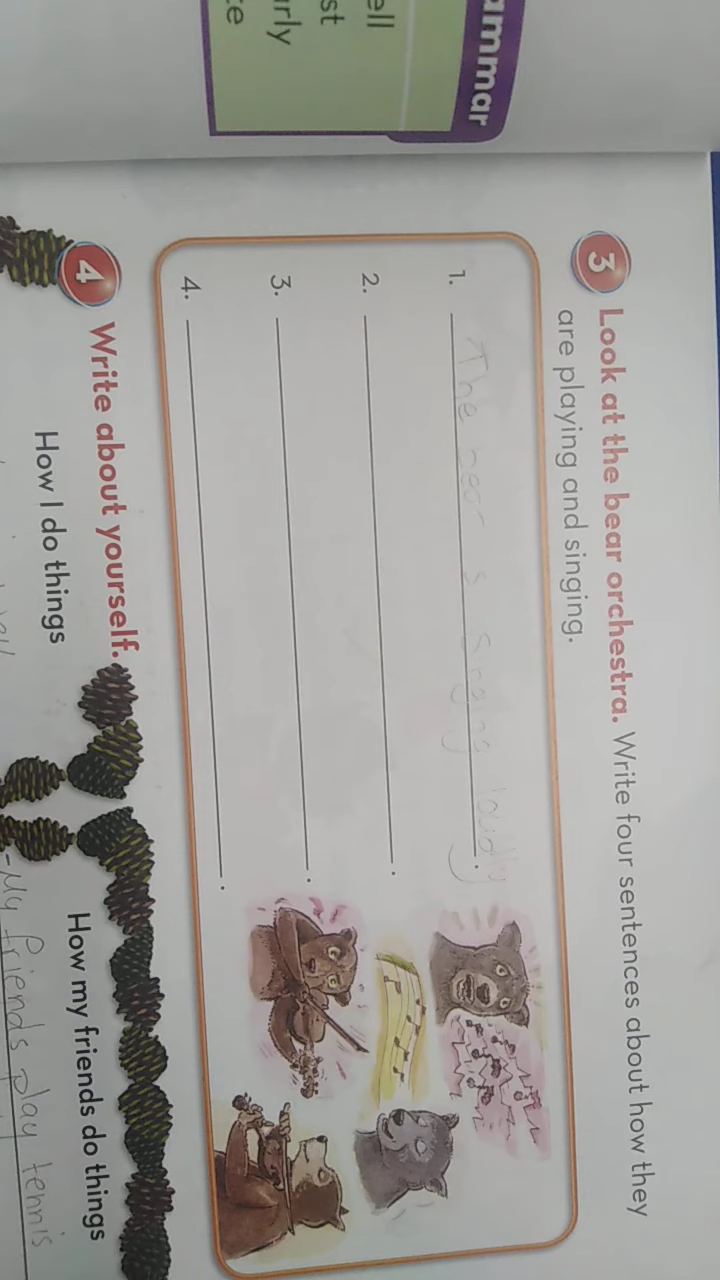 ammar
ell
st
rly
ce
3 Look at the bear orchestra. Write four sentences about how they
are playing and singing.
1. The bear s singing loudly.
2. .
3. .
4. .
4 Write about yourself.
How I do things
How my friends do things
-My friends play tennis